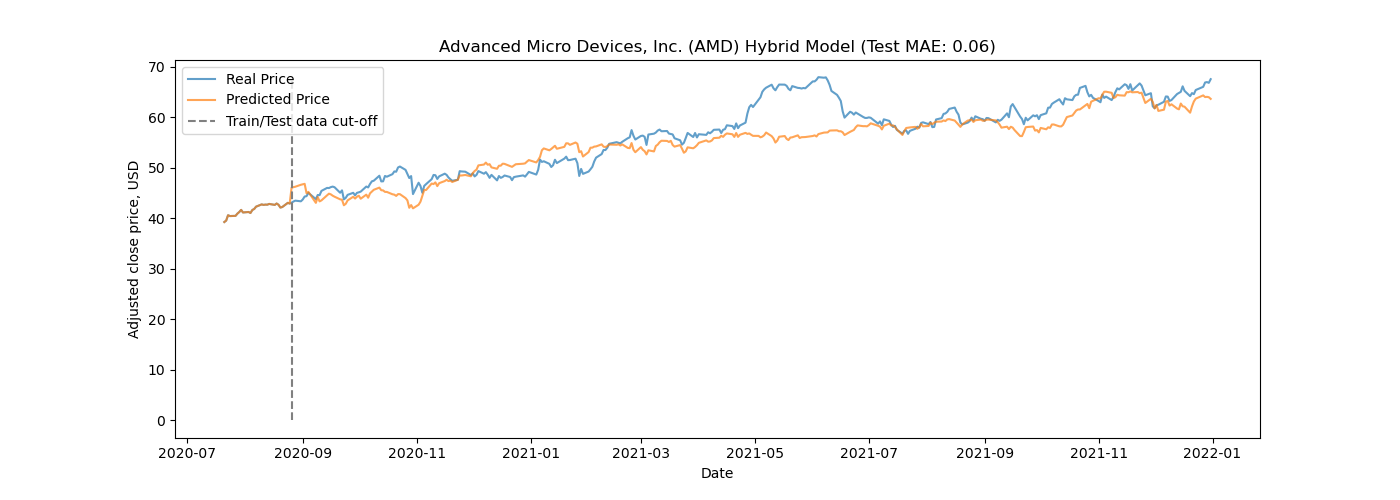 Advanced Micro Devices, Inc. (AMD) Hybrid Model (Test MAE: 0.06)
70
60
50
40
30
20
10
0
Adjusted close price, USD
Real Price
Predicted Price
Train/Test data cut-off
2020-07 2020-09 2020-11 2021-01 2021-03 2021-05 2021-07 2021-09 2021-11 2022-01
Date